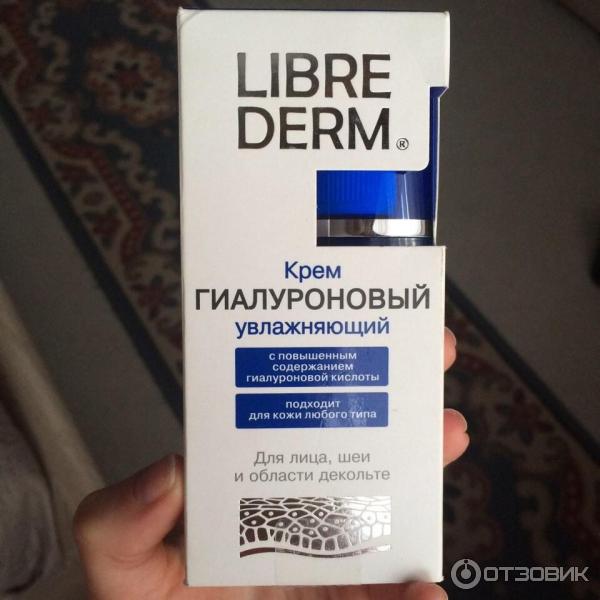 LIBRE
DERM®
Крем
ГИАЛУРОНОВЫЙ
увлажняющий
с повышенным
содержанием
гиалуроновой кислоты
подходит
для кожи любого типа
Для лица, шеи
и области декольте
ОТЗОВИК